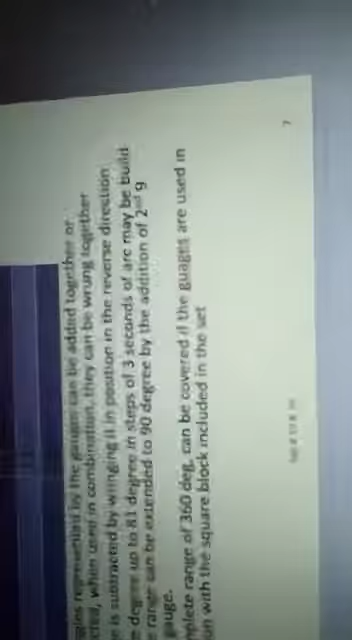 represented by the gauges can be added together or
when used in combination, they can be wrung together
is subtracted by wringing it in position in the reverse direction
degree up to 81 degree in steps of 3 seconds of arc may be build
range can be extended to 90 degree by the addition of 2nd 9
gauge.
range of 360 deg. can be covered if the guages are used in
with the square block included in the set
7